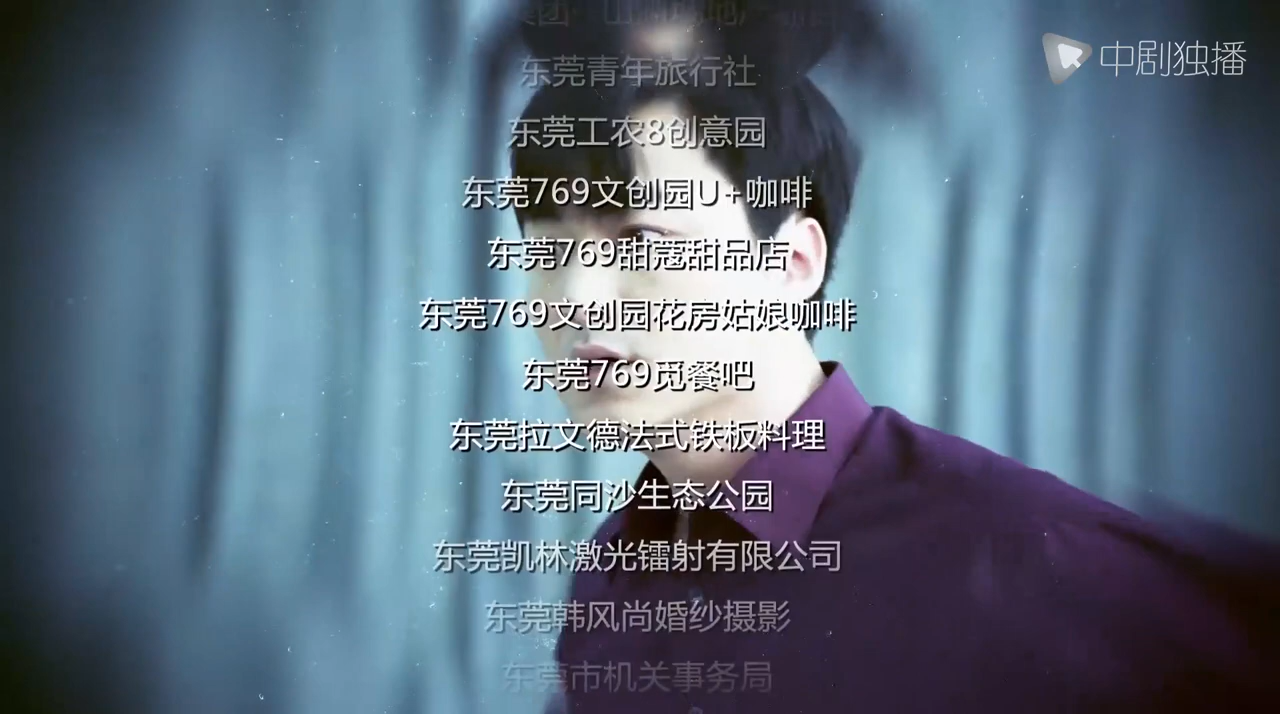 中剧独播
东莞青年旅行社
东莞工农8创意园
东莞769文创园U+咖啡
东莞769甜蔻甜品店
东莞769文创园花房姑娘咖啡
东莞769觅餐吧
东莞拉文德法式铁板料理
东莞同沙生态公园
东莞凯林激光镭射有限公司
东莞韩风尚婚纱摄影
东莞市机关事务局